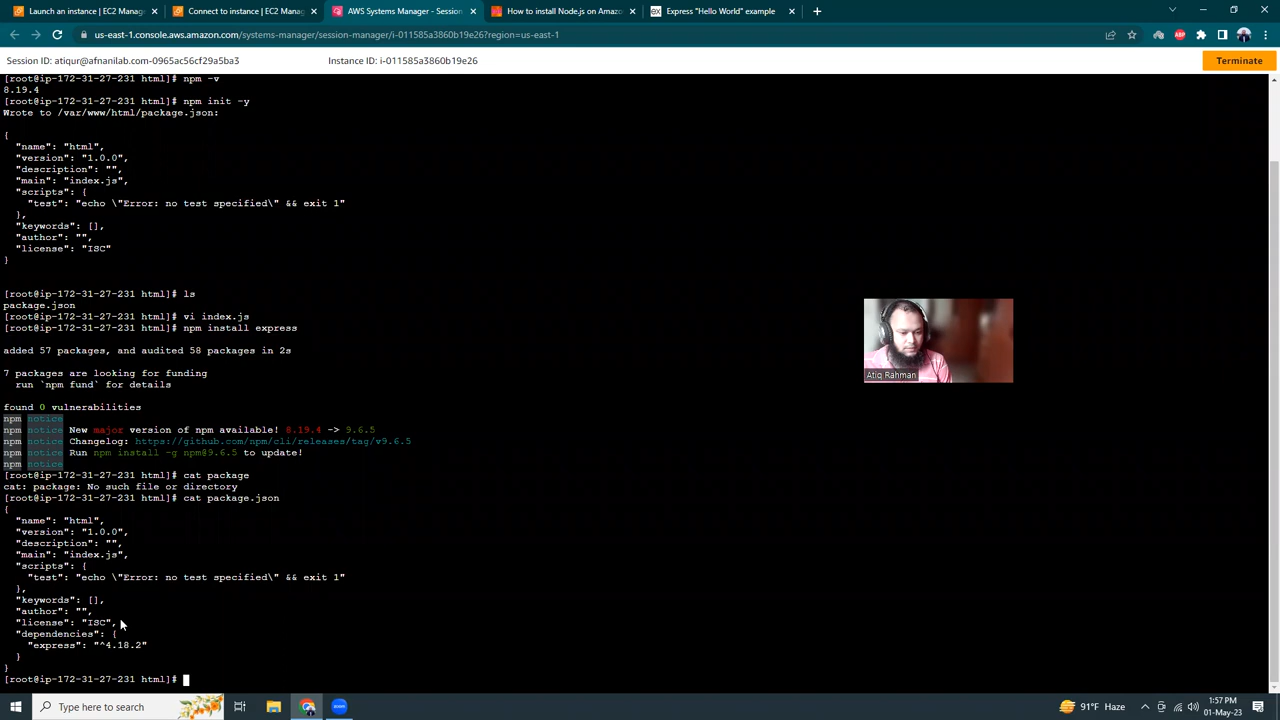 Launch an instance | EC2 Manag
Connect to instance | EC2 Manag
AWS Systems Manager - Session
How to install Node.js on Amazo
Express "Hello World" example
us-east-1.console.aws.amazon.com/systems-manager/session-manager/i-011585a3860b19e26?region=us-east-1
Session ID: atiqur@afnanilab.com-0965ac56cf29a5ba3
Instance ID: i-011585a3860b19e26
Terminate
[root@ip-172-31-27-231 html]# npm -v
8.19.4
[root@ip-172-31-27-231 html]# npm init -y
Wrote to /var/www/html/package.json:
{
"name": "html",
"version": "1.0.0",
"description": "",
"main": "index.js",
"scripts": {
"test": "echo \"Error: no test specified\" && exit 1"
},
"keywords": [],
"author": "",
"license": "ISC"
}
[root@ip-172-31-27-231 html]# ls
package.json
[root@ip-172-31-27-231 html]# vi index.js
[root@ip-172-31-27-231 html]# npm install express
added 57 packages, and audited 58 packages in 2s
7 packages are looking for funding
run `npm fund` for details
found 0 vulnerabilities
npm notice
npm notice New major version of npm available! 8.19.4 -> 9.6.5
npm notice Changelog: https://github.com/npm/cli/releases/tag/v9.6.5
npm notice Run npm install -g npm@9.6.5 to update!
npm notice
[root@ip-172-31-27-231 html]# cat package
cat: package: No such file or directory
[root@ip-172-31-27-231 html]# cat package.json
{
"name": "html",
"version": "1.0.0",
"description": "",
"main": "index.js",
"scripts": {
"test": "echo \"Error: no test specified\" && exit 1"
},
"keywords": [],
"author": "",
"license": "ISC",
"dependencies": {
"express": "^4.18.2"
}
}
[root@ip-172-31-27-231 html]#
Atiq Rahman
Type here to search
zoom
91°F Haze
1:57 PM
01-May-23